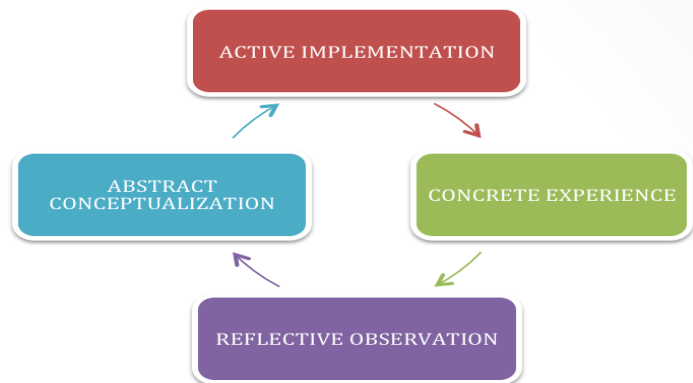 ACTIVE IMPLEMENTATION
ABSTRACT
CONCEPTUALIZATION
CONCRETE EXPERIENCE
REFLECTIVE OBSERVATION